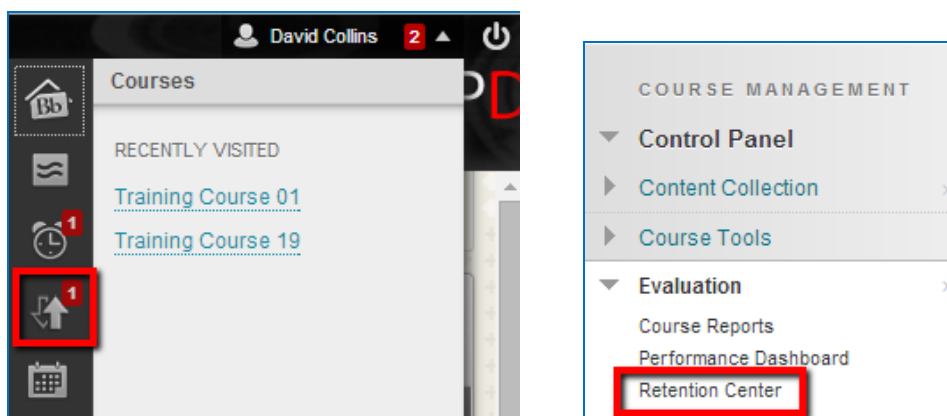 David Collins 2
Courses
Bb
RECENTLY VISITED
Training Course 01
Training Course 19
1
1
COURSE MANAGEMENT
Control Panel
Content Collection
Course Tools
Evaluation
Course Reports
Performance Dashboard
Retention Center